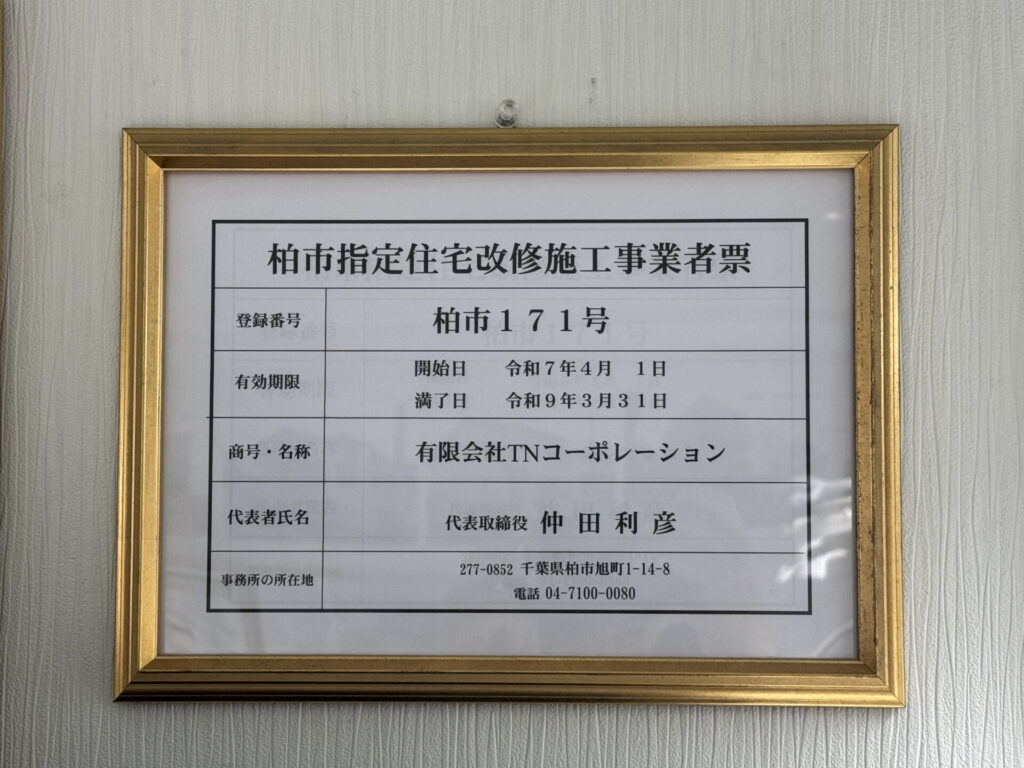 柏市指定住宅改修施工事業者票
登録番号 柏市１７１号
有効期限 開始日 令和７年４月 １日
満了日 令和９年３月３１日
商号・名称 有限会社TNコーポレーション
代表者氏名 代表取締役 仲田利彦
事務所の所在地 277-0852 千葉県柏市旭町1-14-8
電話 04-7100-0080